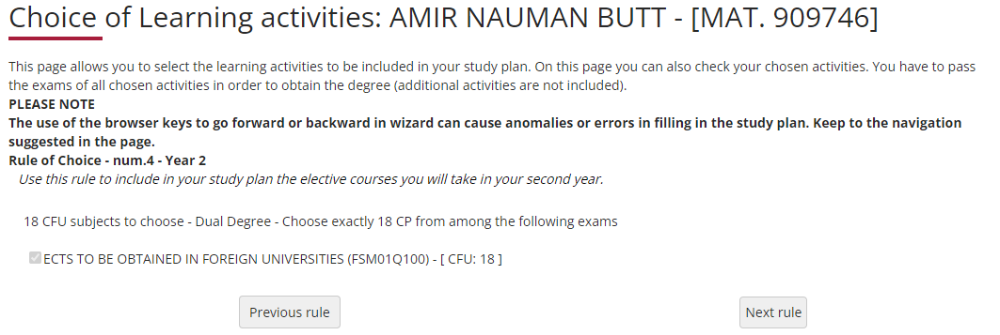 Choice of Learning activities: AMIR NAUMAN BUTT - [MAT. 909746]
This page allows you to select the learning activities to be included in your study plan. On this page you can also check your chosen activities. You have to pass
the exams of all chosen activities in order to obtain the degree (additional activities are not included).
PLEASE NOTE
The use of the browser keys to go forward or backward in wizard can cause anomalies or errors in filling in the study plan. Keep to the navigation
suggested in the page.
Rule of Choice - num.4 - Year 2
Use this rule to include in your study plan the elective courses you will take in your second year.
18 CFU subjects to choose - Dual Degree - Choose exactly 18 CP from among the following exams
ECTS TO BE OBTAINED IN FOREIGN UNIVERSITIES (FSM01Q100) - [ CFU: 18 ]
Previous rule
Next rule